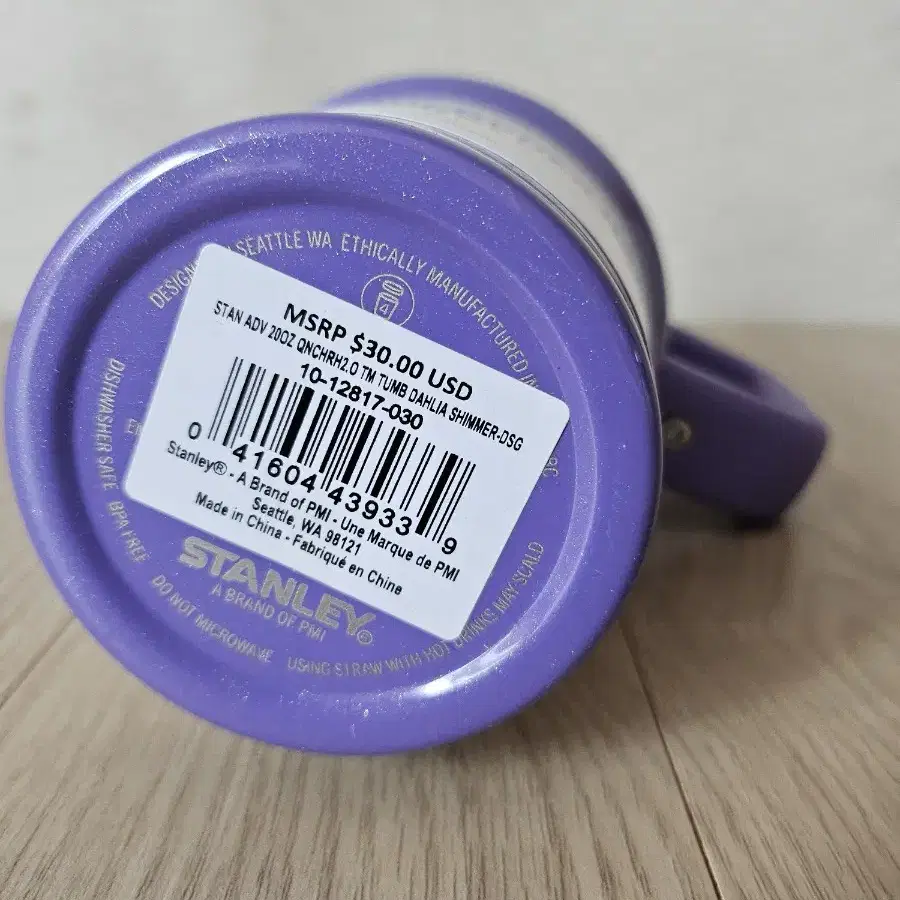 SEATTLE WA ETHICALLY MANUFACTURED IN
4
MSRP $30.00 USD
STAN ADV 20OZ QNCHRH2.0 TM TUMB DAHLIA SHIMMER-DSG
10-12817-030
0 41604 43933 9
Stanley® - A Brand of PMI - Une Marque de PMI
Seattle, WA 98121
Made in China - Fabriqué en Chine
STANLEY®
A BRAND OF PMI
DISHWASHER SAFE BPA FREE
DO NOT MICROWAVE USING STRAW WITH HOT DRINKS MAY SCALD